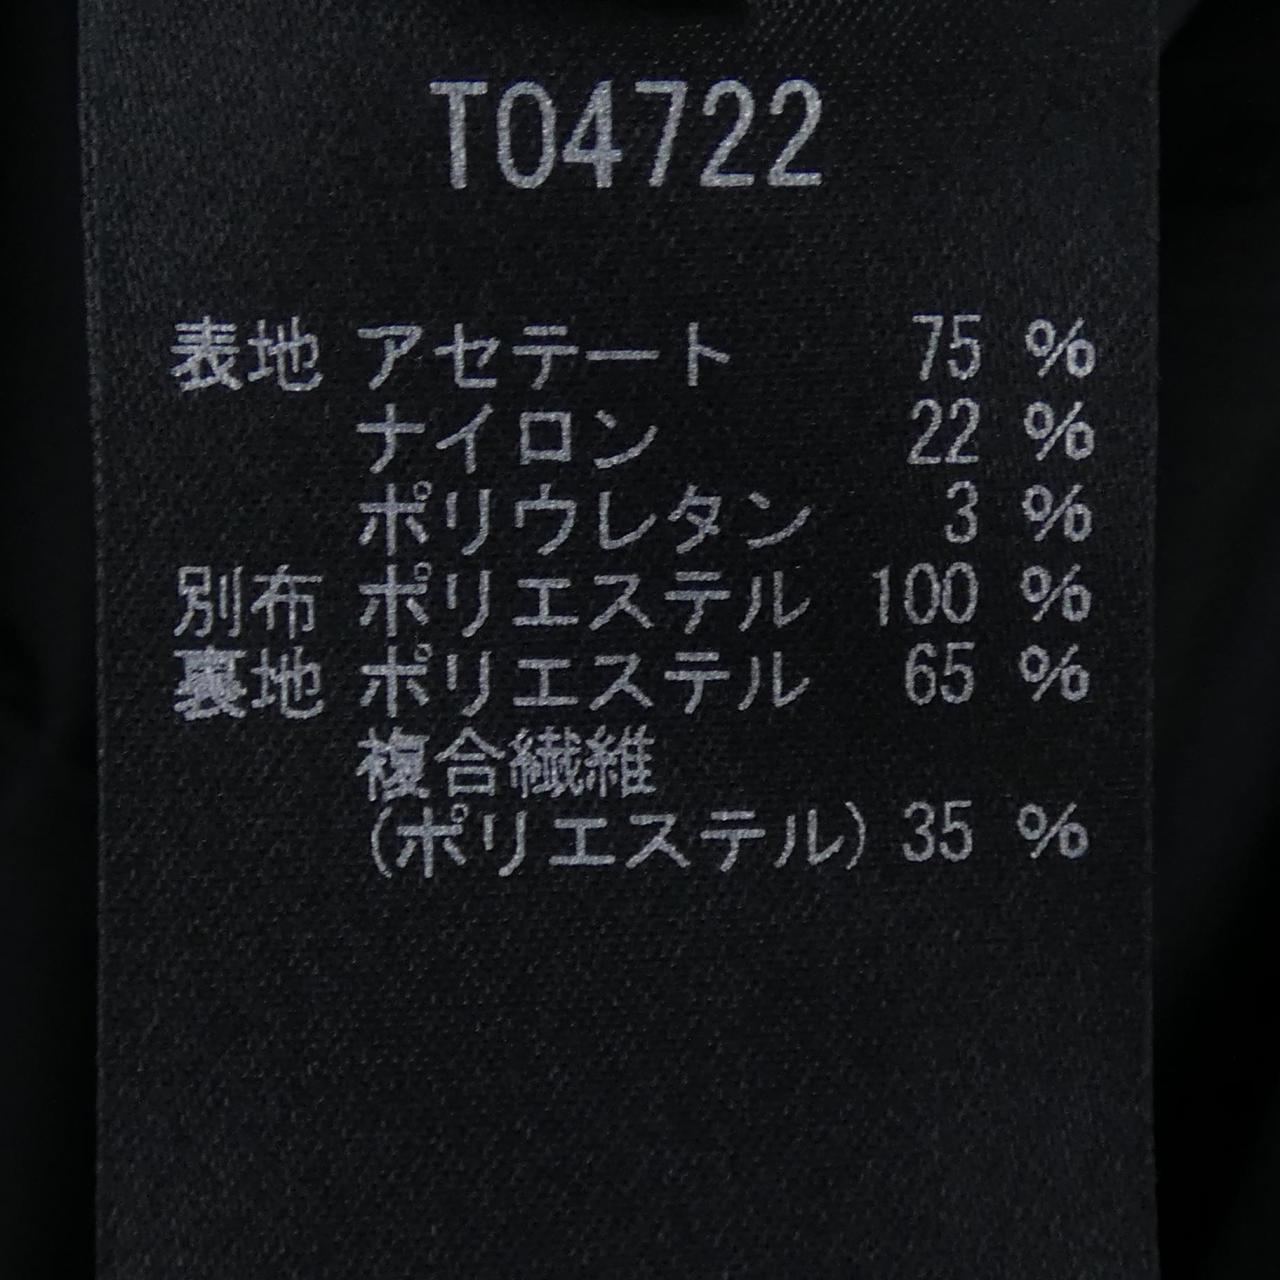 T04722
表地 アセテート 75 %
ナイロン 22 %
ポリウレタン 3 %
別布 ポリエステル 100 %
裏地 ポリエステル 65 %
複合繊維
(ポリエステル) 35 %